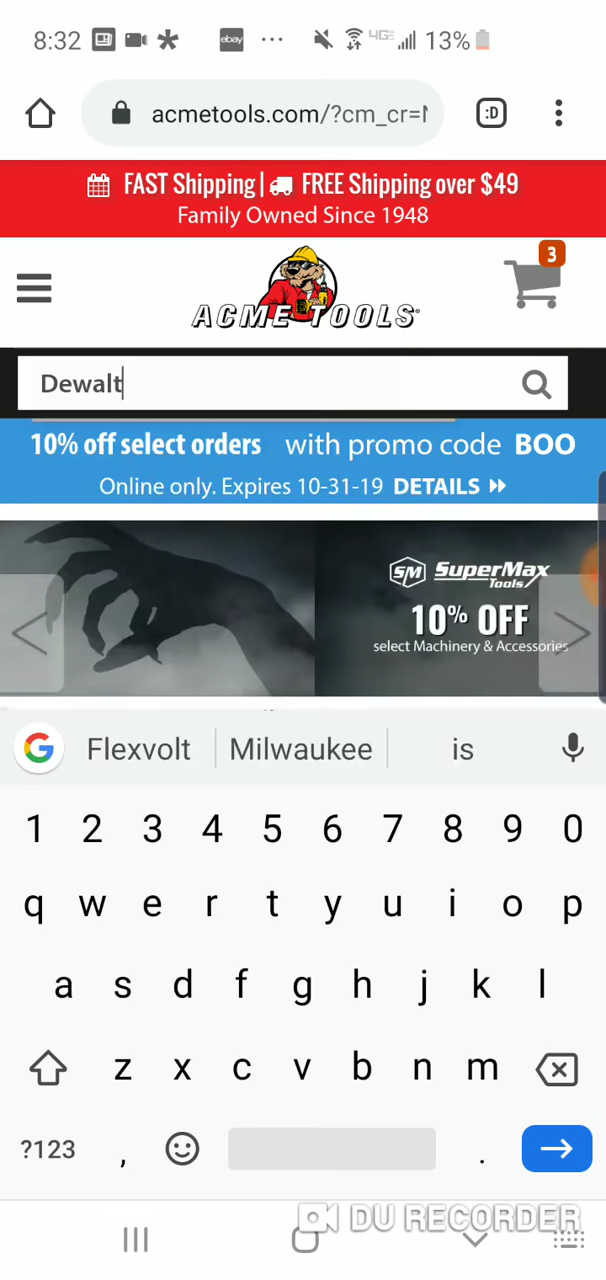 8:32 ebay ... 4GE 13%
acmetools.com/?cm_cr=N :D
FAST Shipping | FREE Shipping over $49
Family Owned Since 1948
3
ACME TOOLS
Dewalt
10% off select orders with promo code BOO
Online only. Expires 10-31-19 DETAILS
SM SUPERMAX
Tools
10% OFF
select Machinery & Accessories
G Flexvolt Milwaukee is
1 2 3 4 5 6 7 8 9 0
q w e r t y u i o p
a s d f g h j k l
z x c v b n m
?123 , .
DU RECORDER